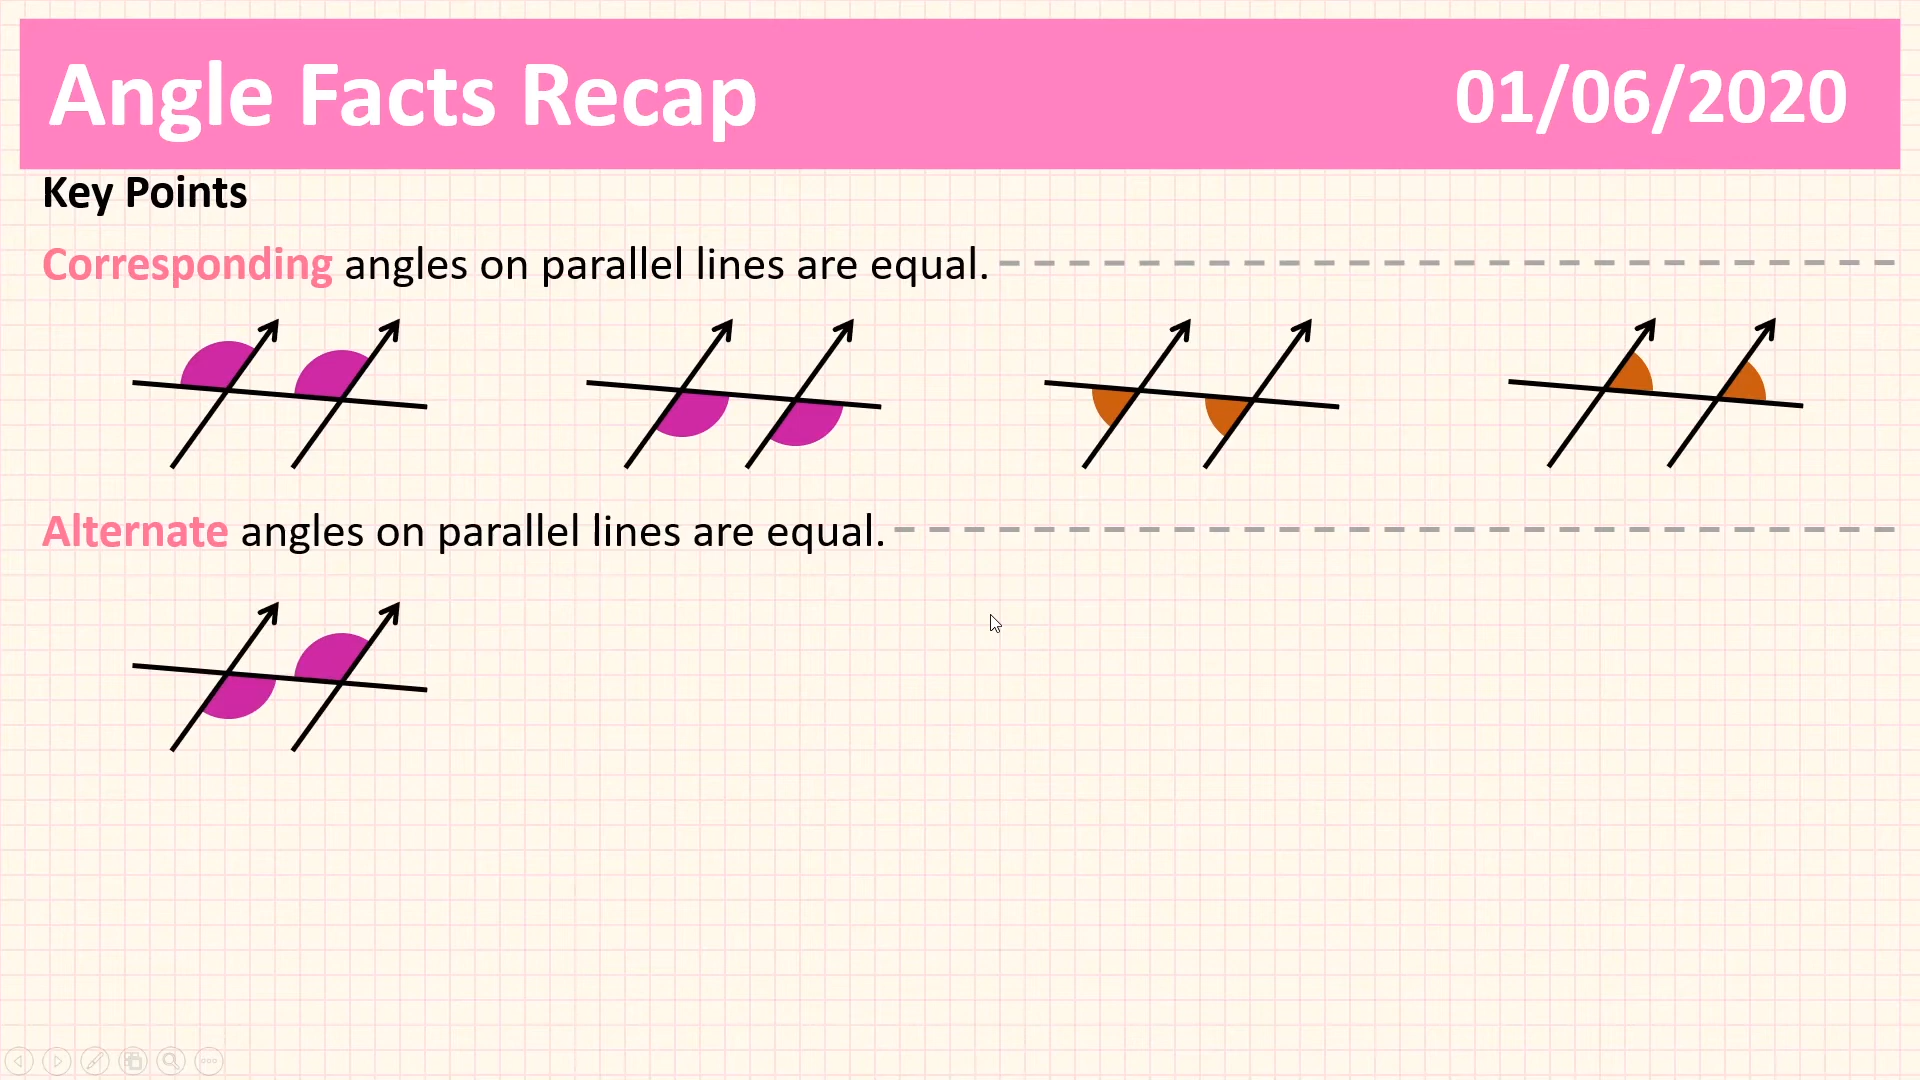 Angle Facts Recap 01/06/2020
Key Points
Corresponding angles on parallel lines are equal.
Alternate angles on parallel lines are equal.